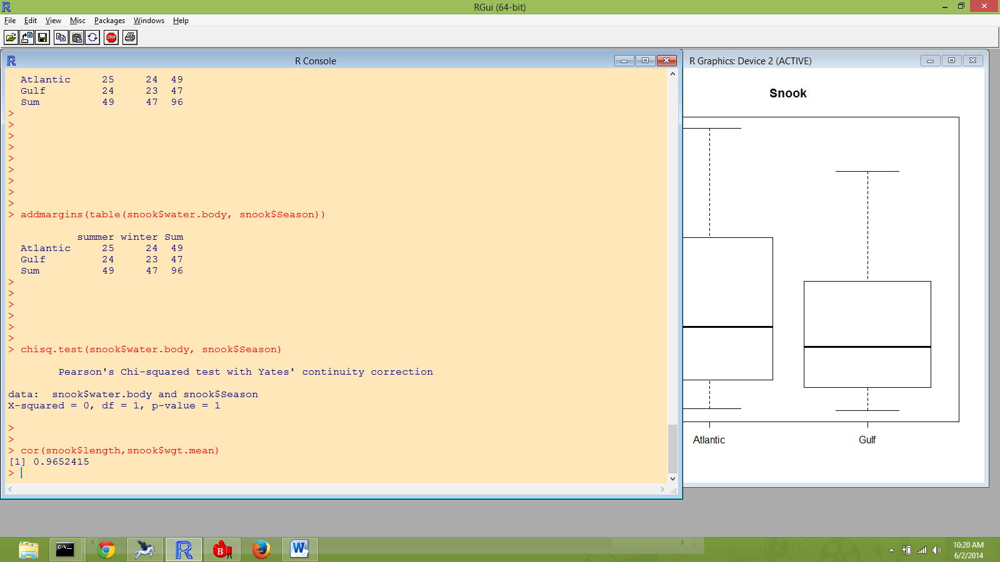 RGui (64-bit)
File Edit View Misc Packages Windows Help
STOP
R Console
Atlantic 25 24 49
Gulf 24 23 47
Sum 49 47 96
>
>
>
>
>
>
>
>
>
> addmargins(table(snook$water.body, snook$Season))
summer winter Sum
Atlantic 25 24 49
Gulf 24 23 47
Sum 49 47 96
>
>
>
>
>
>
> chisq.test(snook$water.body, snook$Season)
Pearson's Chi-squared test with Yates' continuity correction
data: snook$water.body and snook$Season
X-squared = 0, df = 1, p-value = 1
>
>
> cor(snook$length,snook$wgt.mean)
[1] 0.9652415
>
R Graphics: Device 2 (ACTIVE)
Snook
Atlantic Gulf
10:20 AM
6/2/2014